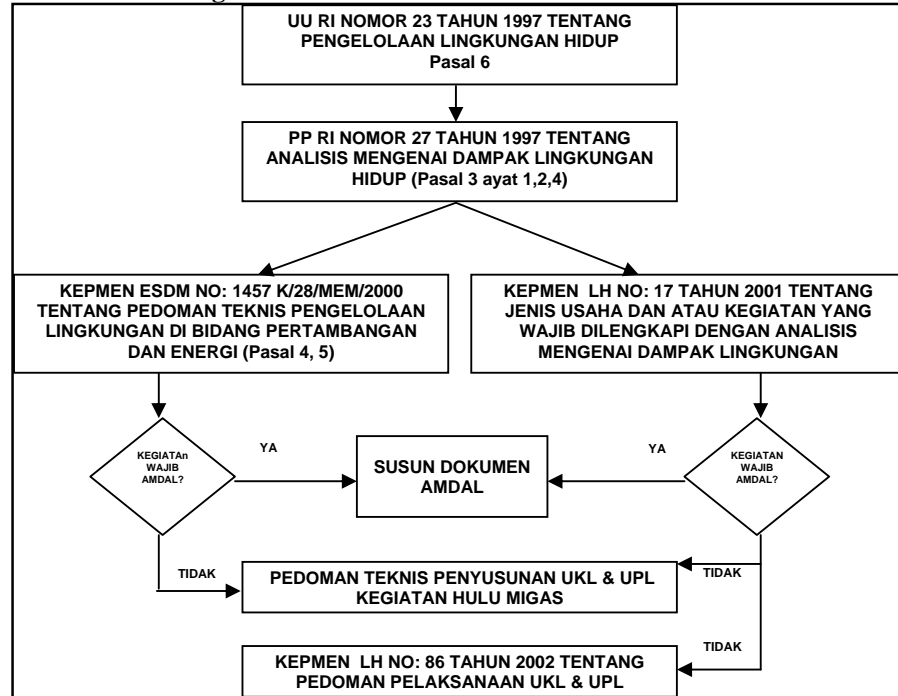 UU RI NOMOR 23 TAHUN 1997 TENTANG
PENGELOLAAN LINGKUNGAN HIDUP
Pasal 6
PP RI NOMOR 27 TAHUN 1997 TENTANG
ANALISIS MENGENAI DAMPAK LINGKUNGAN
HIDUP (Pasal 3 ayat 1,2,4)
KEPMEN ESDM NO: 1457 K/28/MEM/2000
TENTANG PEDOMAN TEKNIS PENGELOLAAN
LINGKUNGAN DI BIDANG PERTAMBANGAN
DAN ENERGI (Pasal 4, 5)
KEPMEN LH NO: 17 TAHUN 2001 TENTANG
JENIS USAHA DAN ATAU KEGIATAN YANG
WAJIB DILENGKAPI DENGAN ANALISIS
MENGENAI DAMPAK LINGKUNGAN
KEGIATAn
WAJIB
AMDAL?
YA
SUSUN DOKUMEN
AMDAL
YA
KEGIATAN
WAJIB
AMDAL?
TIDAK
PEDOMAN TEKNIS PENYUSUNAN UKL & UPL
KEGIATAN HULU MIGAS
TIDAK
KEPMEN LH NO: 86 TAHUN 2002 TENTANG
PEDOMAN PELAKSANAAN UKL & UPL
TIDAK